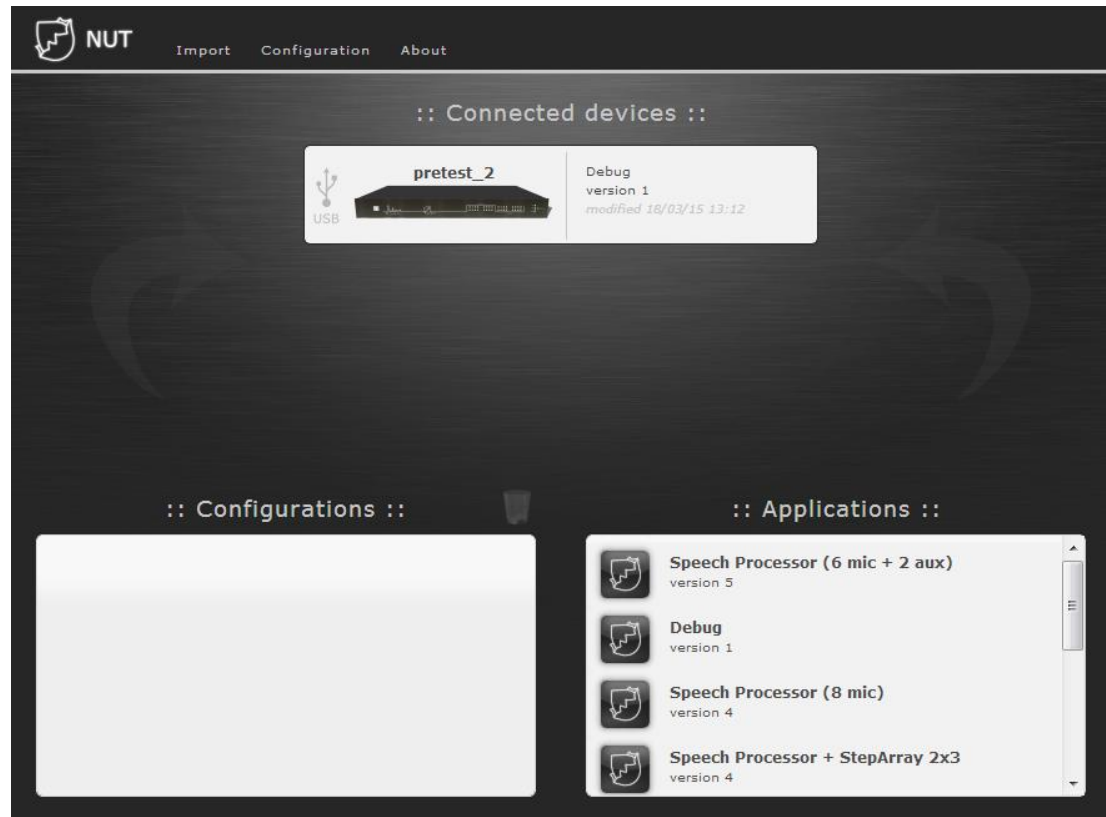 NUT
Import Configuration About
:: Connected devices ::
pretest_2
USB
Debug
version 1
modified 18/03/15 13:12
:: Configurations ::
:: Applications ::
Speech Processor (6 mic + 2 aux)
version 5
Debug
version 1
Speech Processor (8 mic)
version 4
Speech Processor + StepArray 2x3
version 4